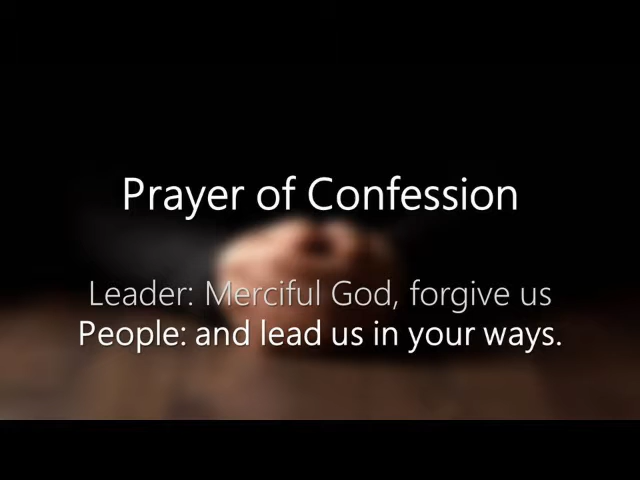 Prayer of Confession
Leader: Merciful God, forgive us
People: and lead us in your ways.